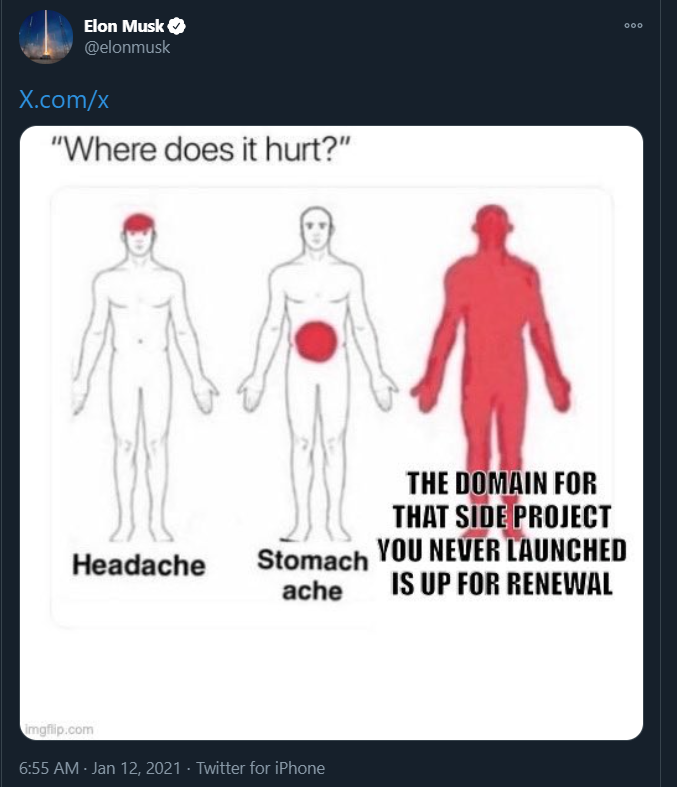 Elon Musk
@elonmusk
X.com/x
"Where does it hurt?"
Headache
Stomach
ache
THE DOMAIN FOR
THAT SIDE PROJECT
YOU NEVER LAUNCHED
IS UP FOR RENEWAL
imgflip.com
6:55 AM · Jan 12, 2021 · Twitter for iPhone